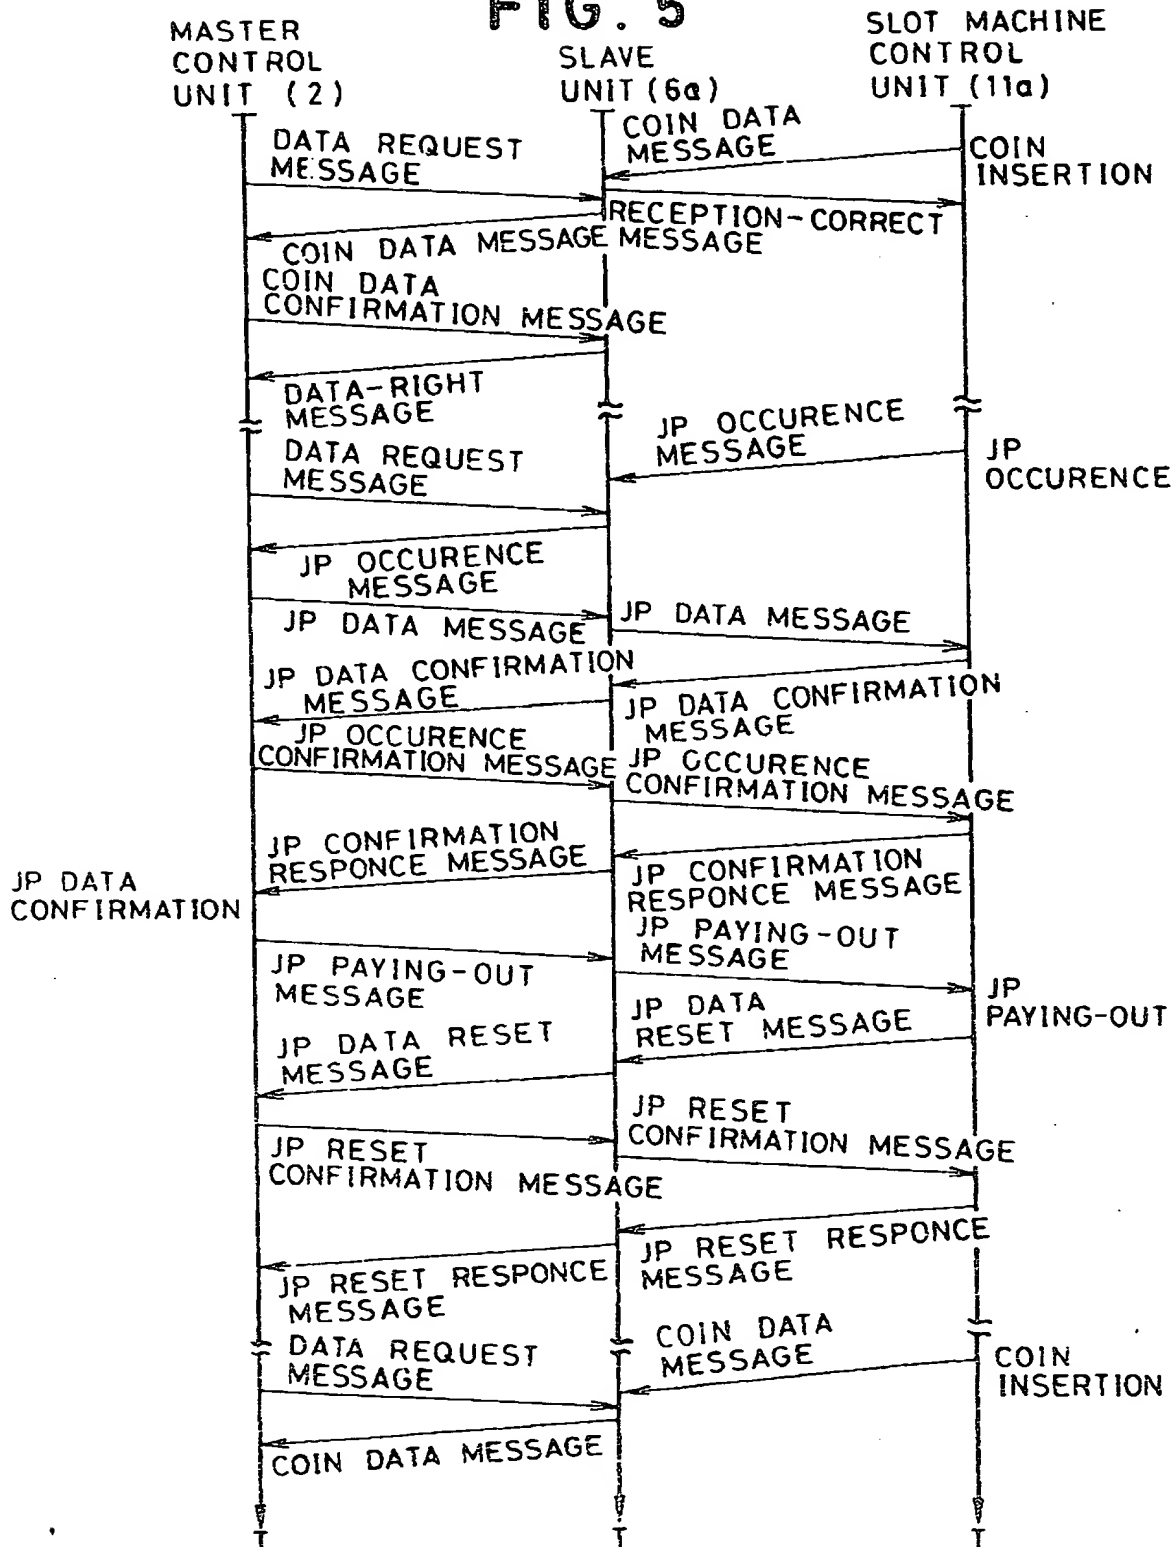 FIG. 5
MASTER
CONTROL
UNIT (2)
SLAVE
UNIT (6a)
SLOT MACHINE
CONTROL
UNIT (11a)
DATA REQUEST
MESSAGE
COIN DATA
MESSAGE
COIN
INSERTION
RECEPTION-CORRECT
MESSAGE
COIN DATA MESSAGE
COIN DATA
CONFIRMATION MESSAGE
DATA-RIGHT
MESSAGE
JP OCCURENCE
MESSAGE
JP
OCCURENCE
DATA REQUEST
MESSAGE
JP OCCURENCE
MESSAGE
JP DATA MESSAGE
JP DATA MESSAGE
JP DATA CONFIRMATION
MESSAGE
JP DATA CONFIRMATION
MESSAGE
JP OCCURENCE
CONFIRMATION MESSAGE
JP OCCURENCE
CONFIRMATION MESSAGE
JP CONFIRMATION
RESPONCE MESSAGE
JP CONFIRMATION
RESPONCE MESSAGE
JP DATA
CONFIRMATION
JP PAYING-OUT
MESSAGE
JP PAYING-OUT
MESSAGE
JP
PAYING-OUT
JP DATA
RESET MESSAGE
JP DATA RESET
MESSAGE
JP RESET
CONFIRMATION MESSAGE
JP RESET
CONFIRMATION MESSAGE
JP RESET RESPONCE
MESSAGE
JP RESET RESPONCE
MESSAGE
COIN DATA
MESSAGE
COIN
INSERTION
DATA REQUEST
MESSAGE
COIN DATA MESSAGE
T
T
T